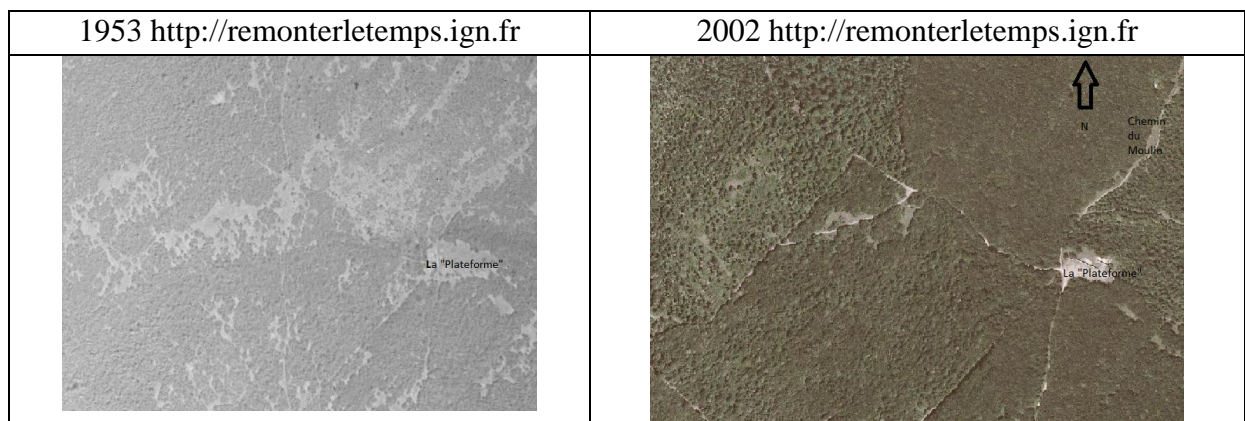 1953 http://remonterletemps.ign.fr
2002 http://remonterletemps.ign.fr
La "Plateforme"
N
Chemin
du
Moulin
La "Plateforme"